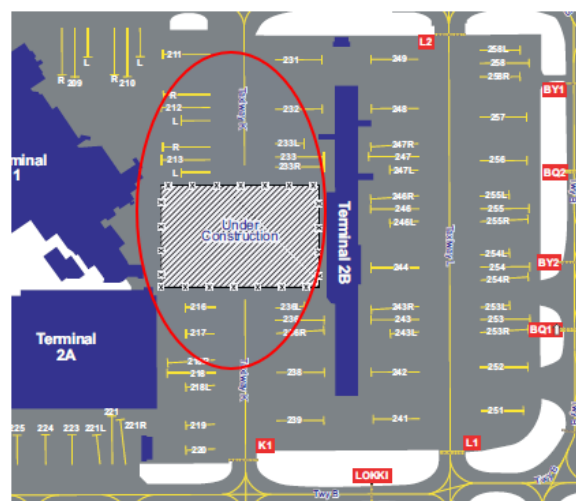 L2
211
231
249
258L
258
258R
R
209
L
R
210
L
R
212
L
Txdwy K
232
248
257
BY1
R
213
L
233L
233
233R
247R
247
247L
256
BQ2
Terminal
1
Under
Construction
Terminal 2B
246R
246
246L
244
Txdwy L
255L
255
255R
254L
254
254R
BY2
Terminal
2A
216
217
218
218L
236L
236
236R
243R
243
243L
253L
253
253R
BQ1
238
242
252
239
241
251
219
220
225
224
223
221L
221
221R
K1
LOKKI
L1
Twy B
Twy B